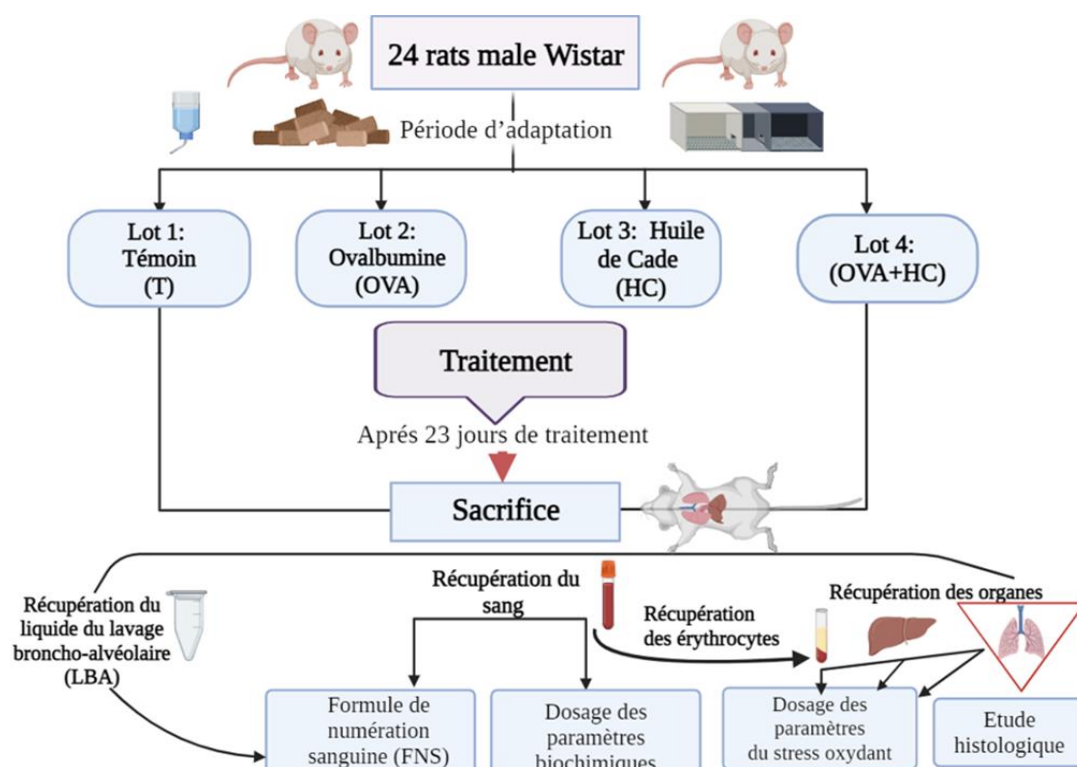 24 rats male Wistar
Période d’adaptation
Lot 1:
Témoin
(T)
Lot 2:
Ovalbumine
(OVA)
Lot 3: Huile
de Cade
(HC)
Lot 4:
(OVA+HC)
Traitement
Aprés 23 jours de traitement
Sacrifice
Récupération du
liquide du lavage
broncho-alvéolaire
(LBA)
Récupération du
sang
Récupération
des érythrocytes
Récupération des organes
Formule de
numération
sanguine (FNS)
Dosage des
paramètres
biochimiques
Dosage des
paramètres
du stress oxydant
Etude
histologique